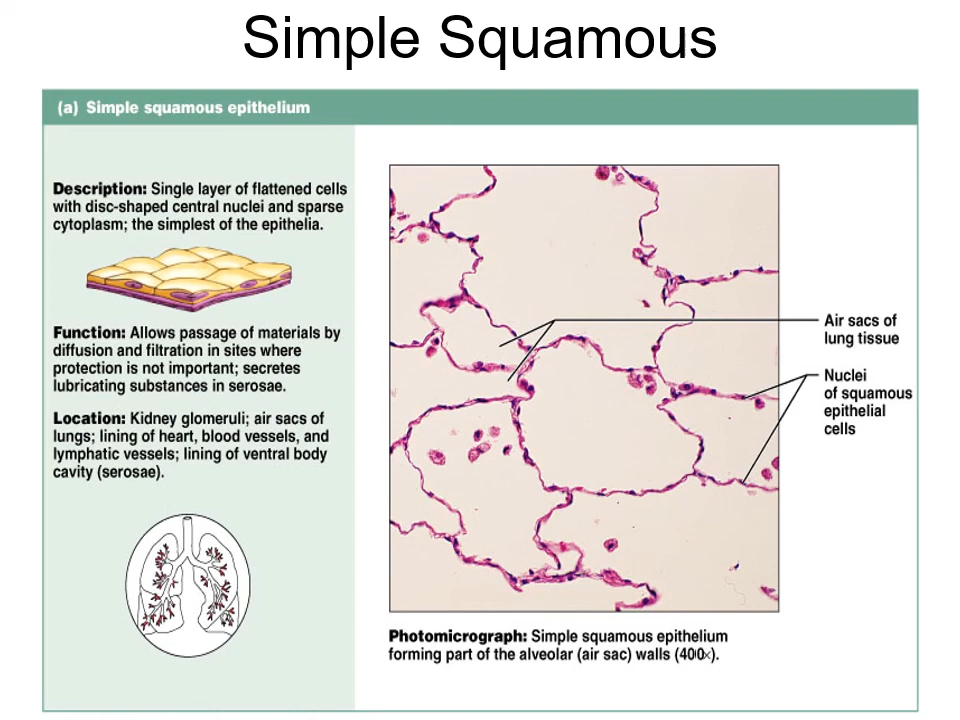 Simple Squamous
(a) Simple squamous epithelium
Description: Single layer of flattened cells
with disc-shaped central nuclei and sparse
cytoplasm; the simplest of the epithelia.
Function: Allows passage of materials by
diffusion and filtration in sites where
protection is not important; secretes
lubricating substances in serosae.
Location: Kidney glomeruli; air sacs of
lungs; lining of heart, blood vessels, and
lymphatic vessels; lining of ventral body
cavity (serosae).
Air sacs of
lung tissue
Nuclei
of squamous
epithelial
cells
Photomicrograph: Simple squamous epithelium
forming part of the alveolar (air sac) walls (400×).